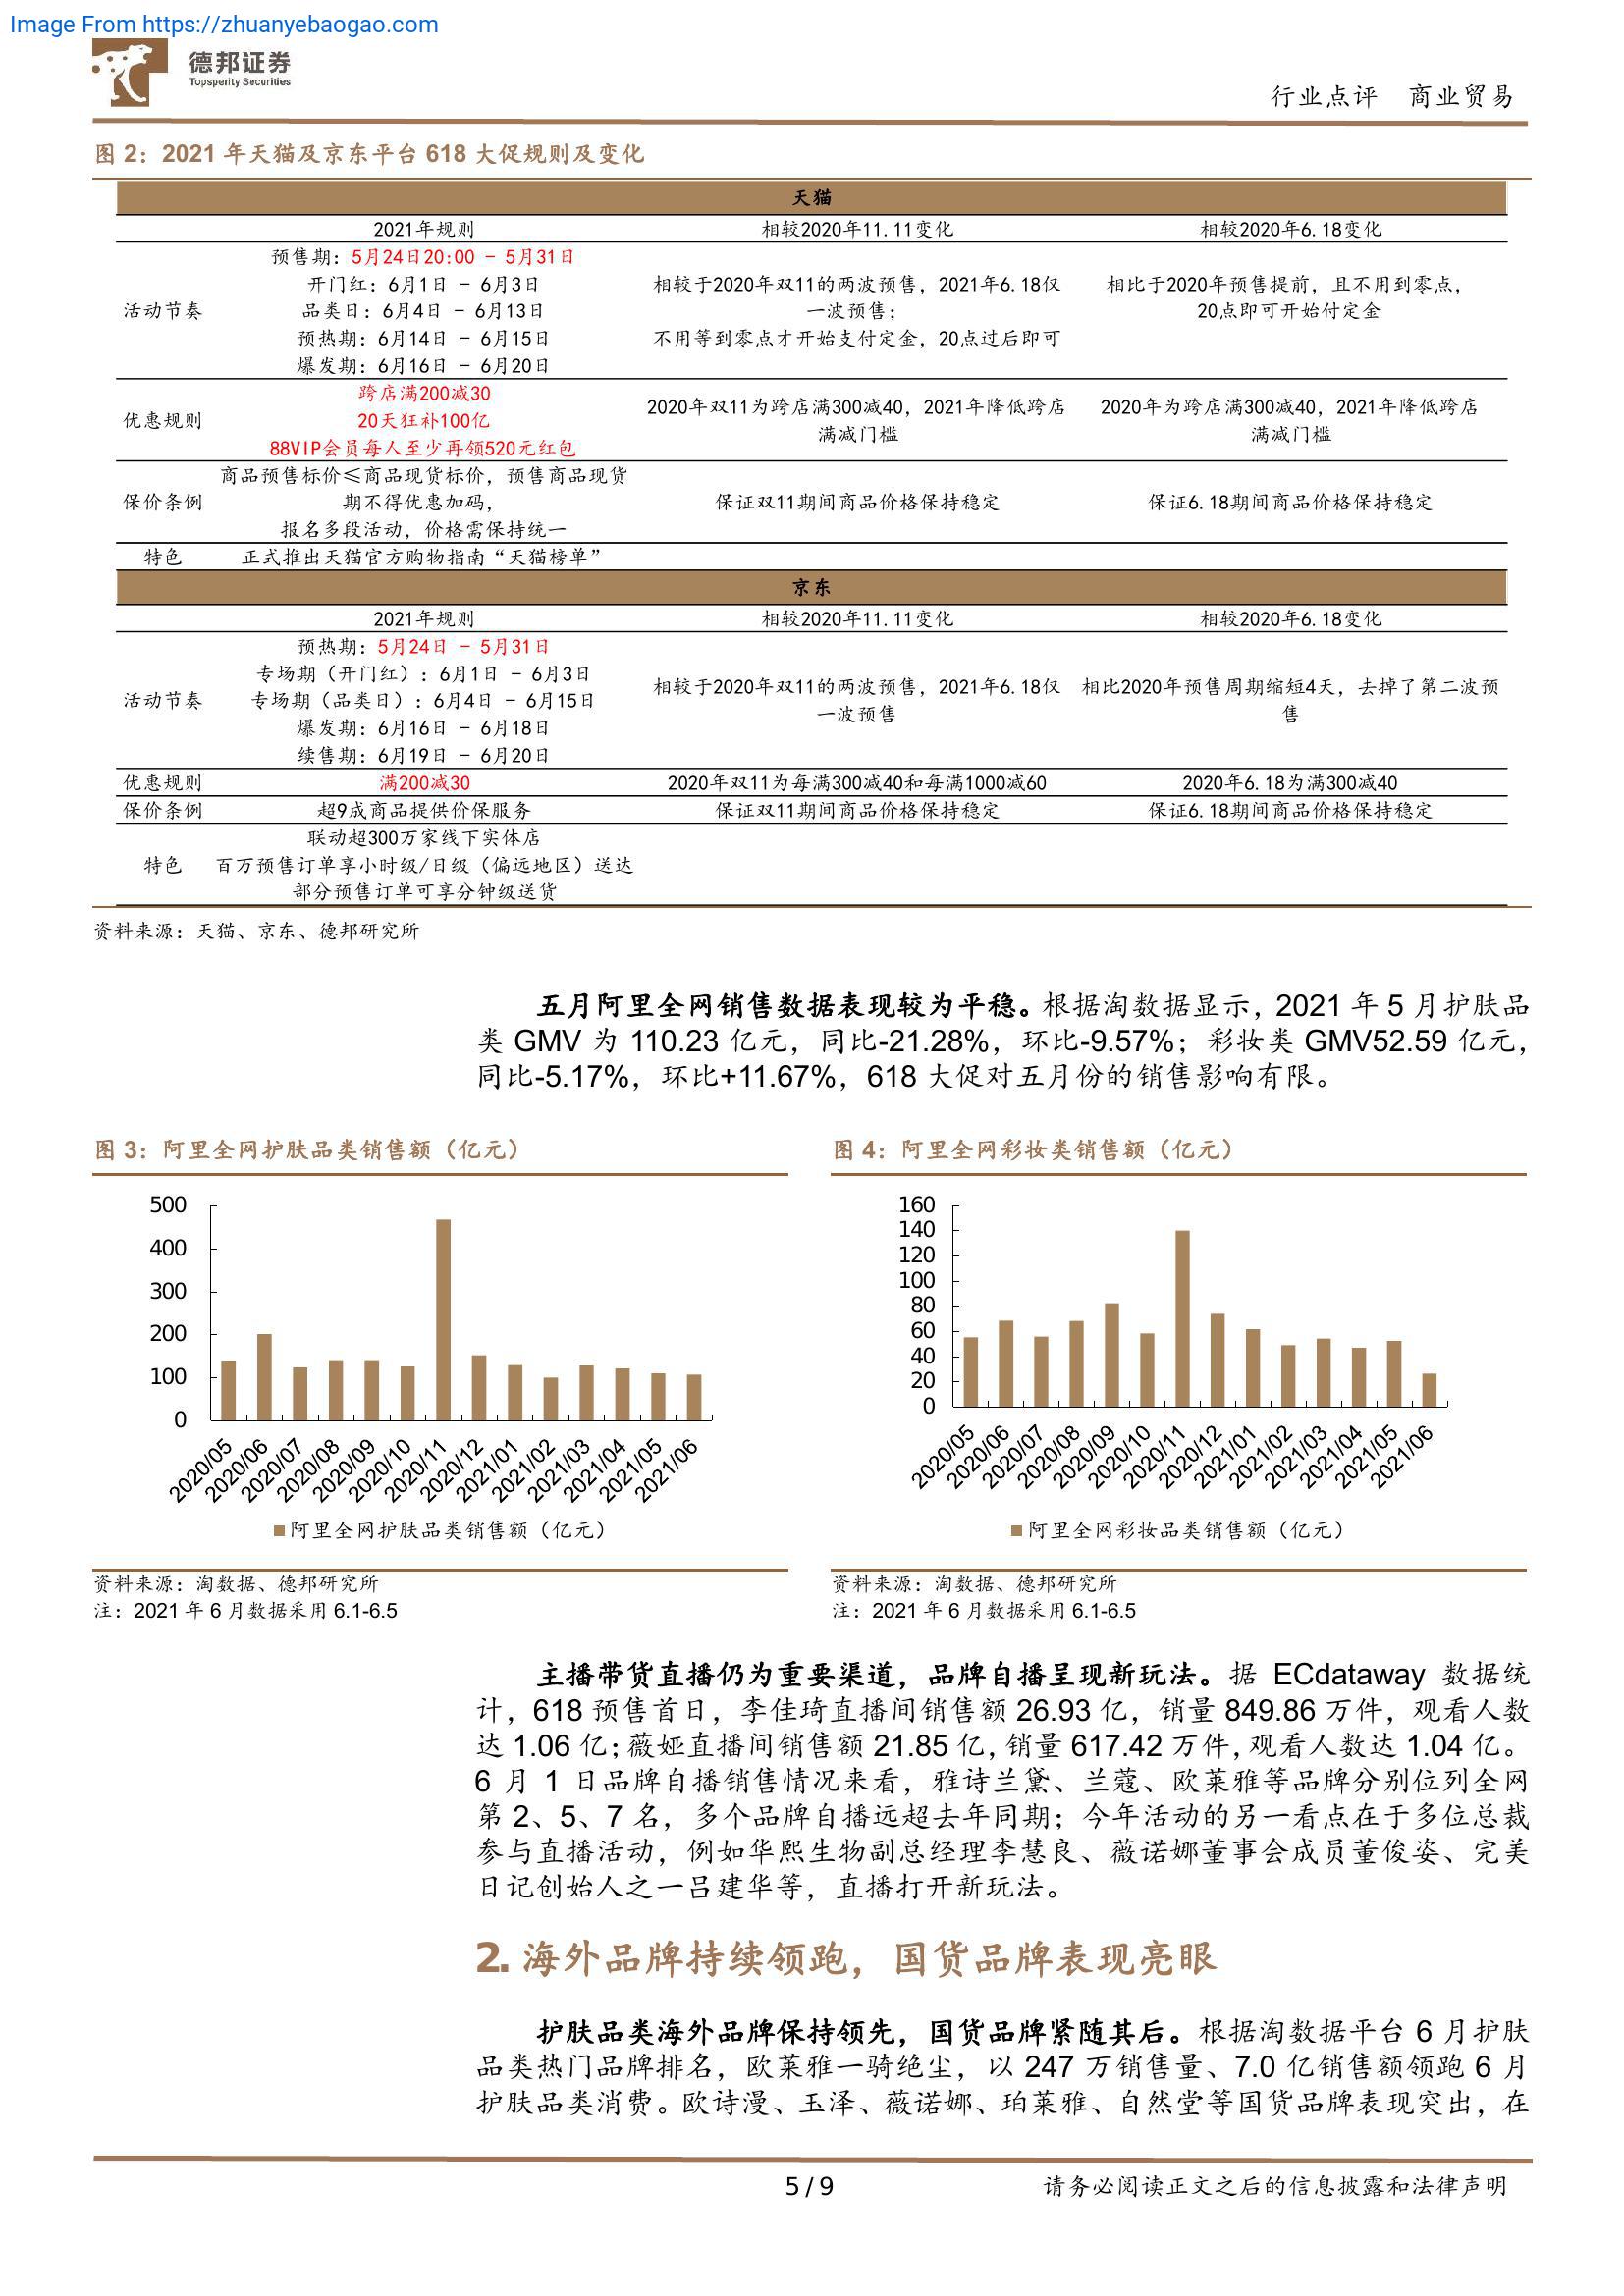 Image From https://zhuanyebaogao.com
德邦证券
Topsperity Securities
行业点评 商业贸易
图 2：2021 年天猫及京东平台 618 大促规则及变化
天猫
2021年规则 相较2020年11.11变化 相较2020年6.18变化
活动节奏
预售期：5月24日20:00 - 5月31日
开门红：6月1日 - 6月3日
品类日：6月4日 - 6月13日
预热期：6月14日 - 6月15日
爆发期：6月16日 - 6月20日
相较于2020年双11的两波预售，2021年6.18仅
一波预售；
不用等到零点才开始支付定金，20点过后即可
相比于2020年预售提前，且不用到零点，
20点即可开始付定金
优惠规则
跨店满200减30
20天狂补100亿
88VIP会员每人至少再领520元红包
2020年双11为跨店满300减40，2021年降低跨店
满减门槛
2020年为跨店满300减40，2021年降低跨店
满减门槛
保价条例
商品预售标价≤商品现货标价，预售商品现货
期不得优惠加码，
报名多段活动，价格需保持统一
保证双11期间商品价格保持稳定
保证6.18期间商品价格保持稳定
特色 正式推出天猫官方购物指南“天猫榜单”
京东
2021年规则 相较2020年11.11变化 相较2020年6.18变化
活动节奏
预热期：5月24日 - 5月31日
专场期（开门红）：6月1日 - 6月3日
专场期（品类日）：6月4日 - 6月15日
爆发期：6月16日 - 6月18日
续售期：6月19日 - 6月20日
相较于2020年双11的两波预售，2021年6.18仅
一波预售
相比2020年预售周期缩短4天，去掉了第二波预
售
优惠规则 满200减30 2020年双11为每满300减40和每满1000减60 2020年6.18为满300减40
保价条例 超9成商品提供价保服务 保证双11期间商品价格保持稳定 保证6.18期间商品价格保持稳定
特色
联动超300万家线下实体店
百万预售订单享小时级/日级（偏远地区）送达
部分预售订单可享分钟级送货
资料来源：天猫、京东、德邦研究所
五月阿里全网销售数据表现较为平稳。根据淘数据显示，2021 年 5 月护肤品
类 GMV 为 110.23 亿元，同比-21.28%，环比-9.57%；彩妆类 GMV52.59 亿元，
同比-5.17%，环比+11.67%，618 大促对五月份的销售影响有限。
图 3：阿里全网护肤品类销售额（亿元）
500
400
300
200
100
0
2020/05 2020/06 2020/07 2020/08 2020/09 2020/10 2020/11 2020/12 2021/01 2021/02 2021/03 2021/04 2021/05 2021/06
阿里全网护肤品类销售额（亿元）
资料来源：淘数据、德邦研究所
注：2021 年 6 月数据采用 6.1-6.5
图 4：阿里全网彩妆类销售额（亿元）
160
140
120
100
80
60
40
20
0
2020/05 2020/06 2020/07 2020/08 2020/09 2020/10 2020/11 2020/12 2021/01 2021/02 2021/03 2021/04 2021/05 2021/06
阿里全网彩妆品类销售额（亿元）
资料来源：淘数据、德邦研究所
注：2021 年 6 月数据采用 6.1-6.5
主播带货直播仍为重要渠道，品牌自播呈现新玩法。据 ECdataway 数据统
计，618 预售首日，李佳琦直播间销售额 26.93 亿，销量 849.86 万件，观看人数
达 1.06 亿；薇娅直播间销售额 21.85 亿，销量 617.42 万件，观看人数达 1.04 亿。
6 月 1 日品牌自播销售情况来看，雅诗兰黛、兰蔻、欧莱雅等品牌分别位列全网
第 2、5、7 名，多个品牌自播远超去年同期；今年活动的另一看点在于多位总裁
参与直播活动，例如华熙生物副总经理李慧良、薇诺娜董事会成员董俊姿、完美
日记创始人之一吕建华等，直播打开新玩法。
2. 海外品牌持续领跑，国货品牌表现亮眼
护肤品类海外品牌保持领先，国货品牌紧随其后。根据淘数据平台 6 月护肤
品类热门品牌排名，欧莱雅一骑绝尘，以 247 万销售量、7.0 亿销售额领跑 6 月
护肤品类消费。欧诗漫、玉泽、薇诺娜、珀莱雅、自然堂等国货品牌表现突出，在
5 / 9
请务必阅读正文之后的信息披露和法律声明